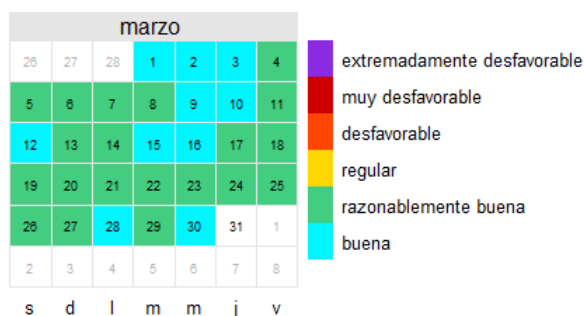 marzo
26 27 28 1 2 3 4
5 6 7 8 9 10 11
12 13 14 15 16 17 18
19 20 21 22 23 24 25
26 27 28 29 30 31 1
2 3 4 5 6 7 8
s d l m m j v
extremadamente desfavorable
muy desfavorable
desfavorable
regular
razonablemente buena
buena